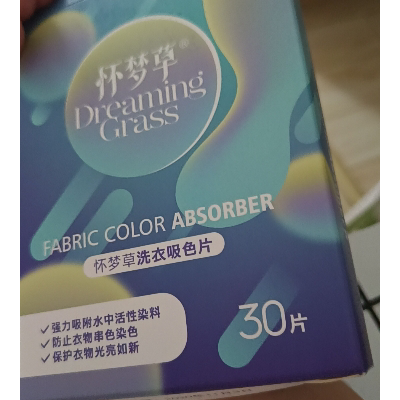 怀梦草®
Dreaming
Grass
FABRIC COLOR ABSORBER
怀梦草洗衣吸色片
✓强力吸附水中活性染料
✓防止衣物串色染色
✓保护衣物光亮如新
30片